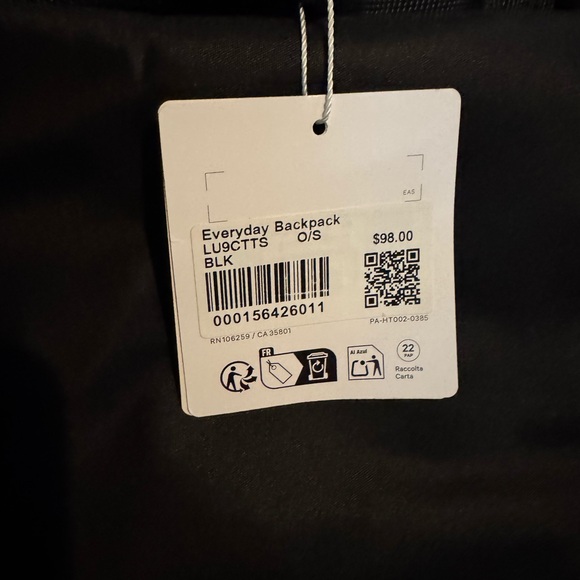 EAS
Everyday Backpack
LU9CTTS O/S $98.00
BLK
000156426011
RN106259 / CA35801 PA-HT002-0385
FR
Al Azul
22
PAP
Raccolta
Carta